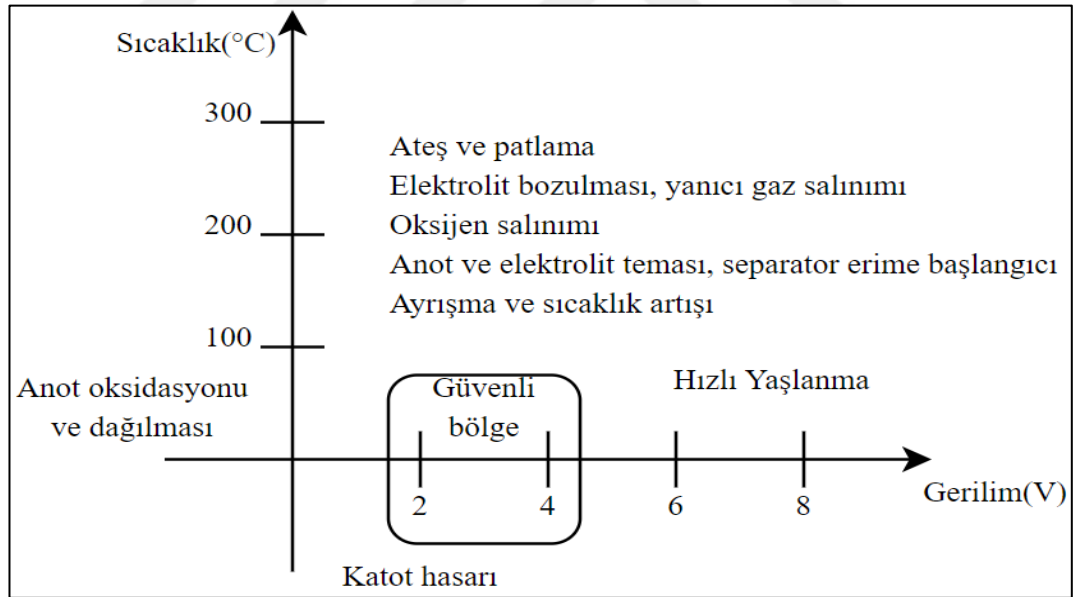 Sıcaklık(°C)
300
Ateş ve patlama
Elektrolit bozulması, yanıcı gaz salınımı
200
Oksijen salınımı
Anot ve elektrolit teması, separator erime başlangıcı
Ayrışma ve sıcaklık artışı
100
Anot oksidasyonu
ve dağılması
Güvenli
bölge
Hızlı Yaşlanma
2
4
6
8
Gerilim(V)
Katot hasarı